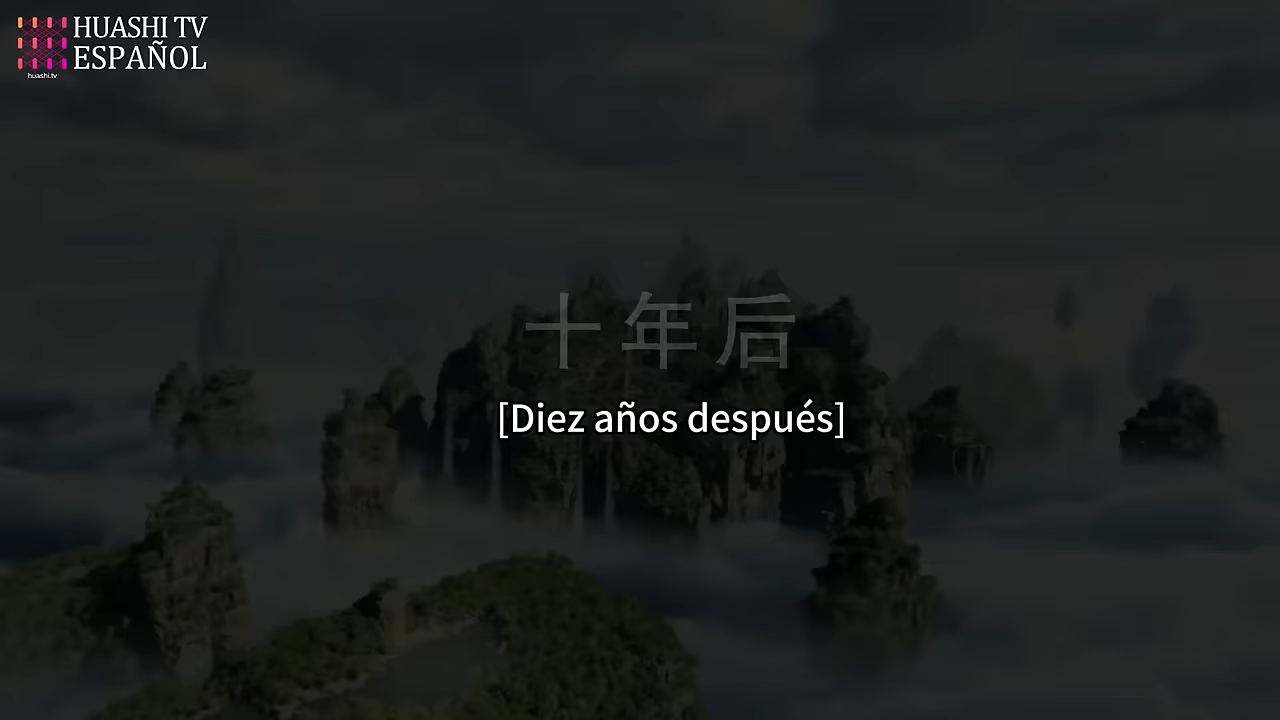 HUASHI TV
ESPAÑOL
huashi.tv
十年后
[Diez años después]